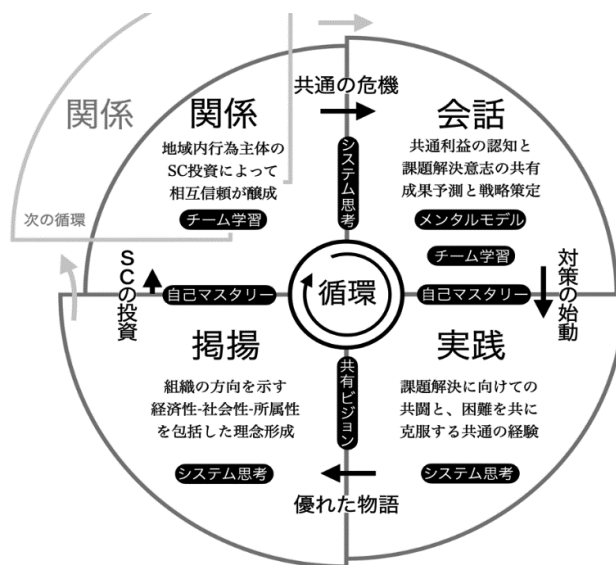 関係
次の循環
関係
地域内行為主体の
SC投資によって
相互信頼が醸成
チーム学習
共通の危機
システム思考
会話
共通利益の認知と
課題解決意志の共有
成果予測と戦略策定
メンタルモデル
チーム学習
自己マスタリー
対策の始動
循環
実践
課題解決に向けての
共闘と、困難を共に
克服する共通の経験
システム思考
共有ビジョン
優れた物語
掲揚
組織の方向を示す
経済性-社会性-所属性
を包括した理念形成
システム思考
自己マスタリー
SCの投資